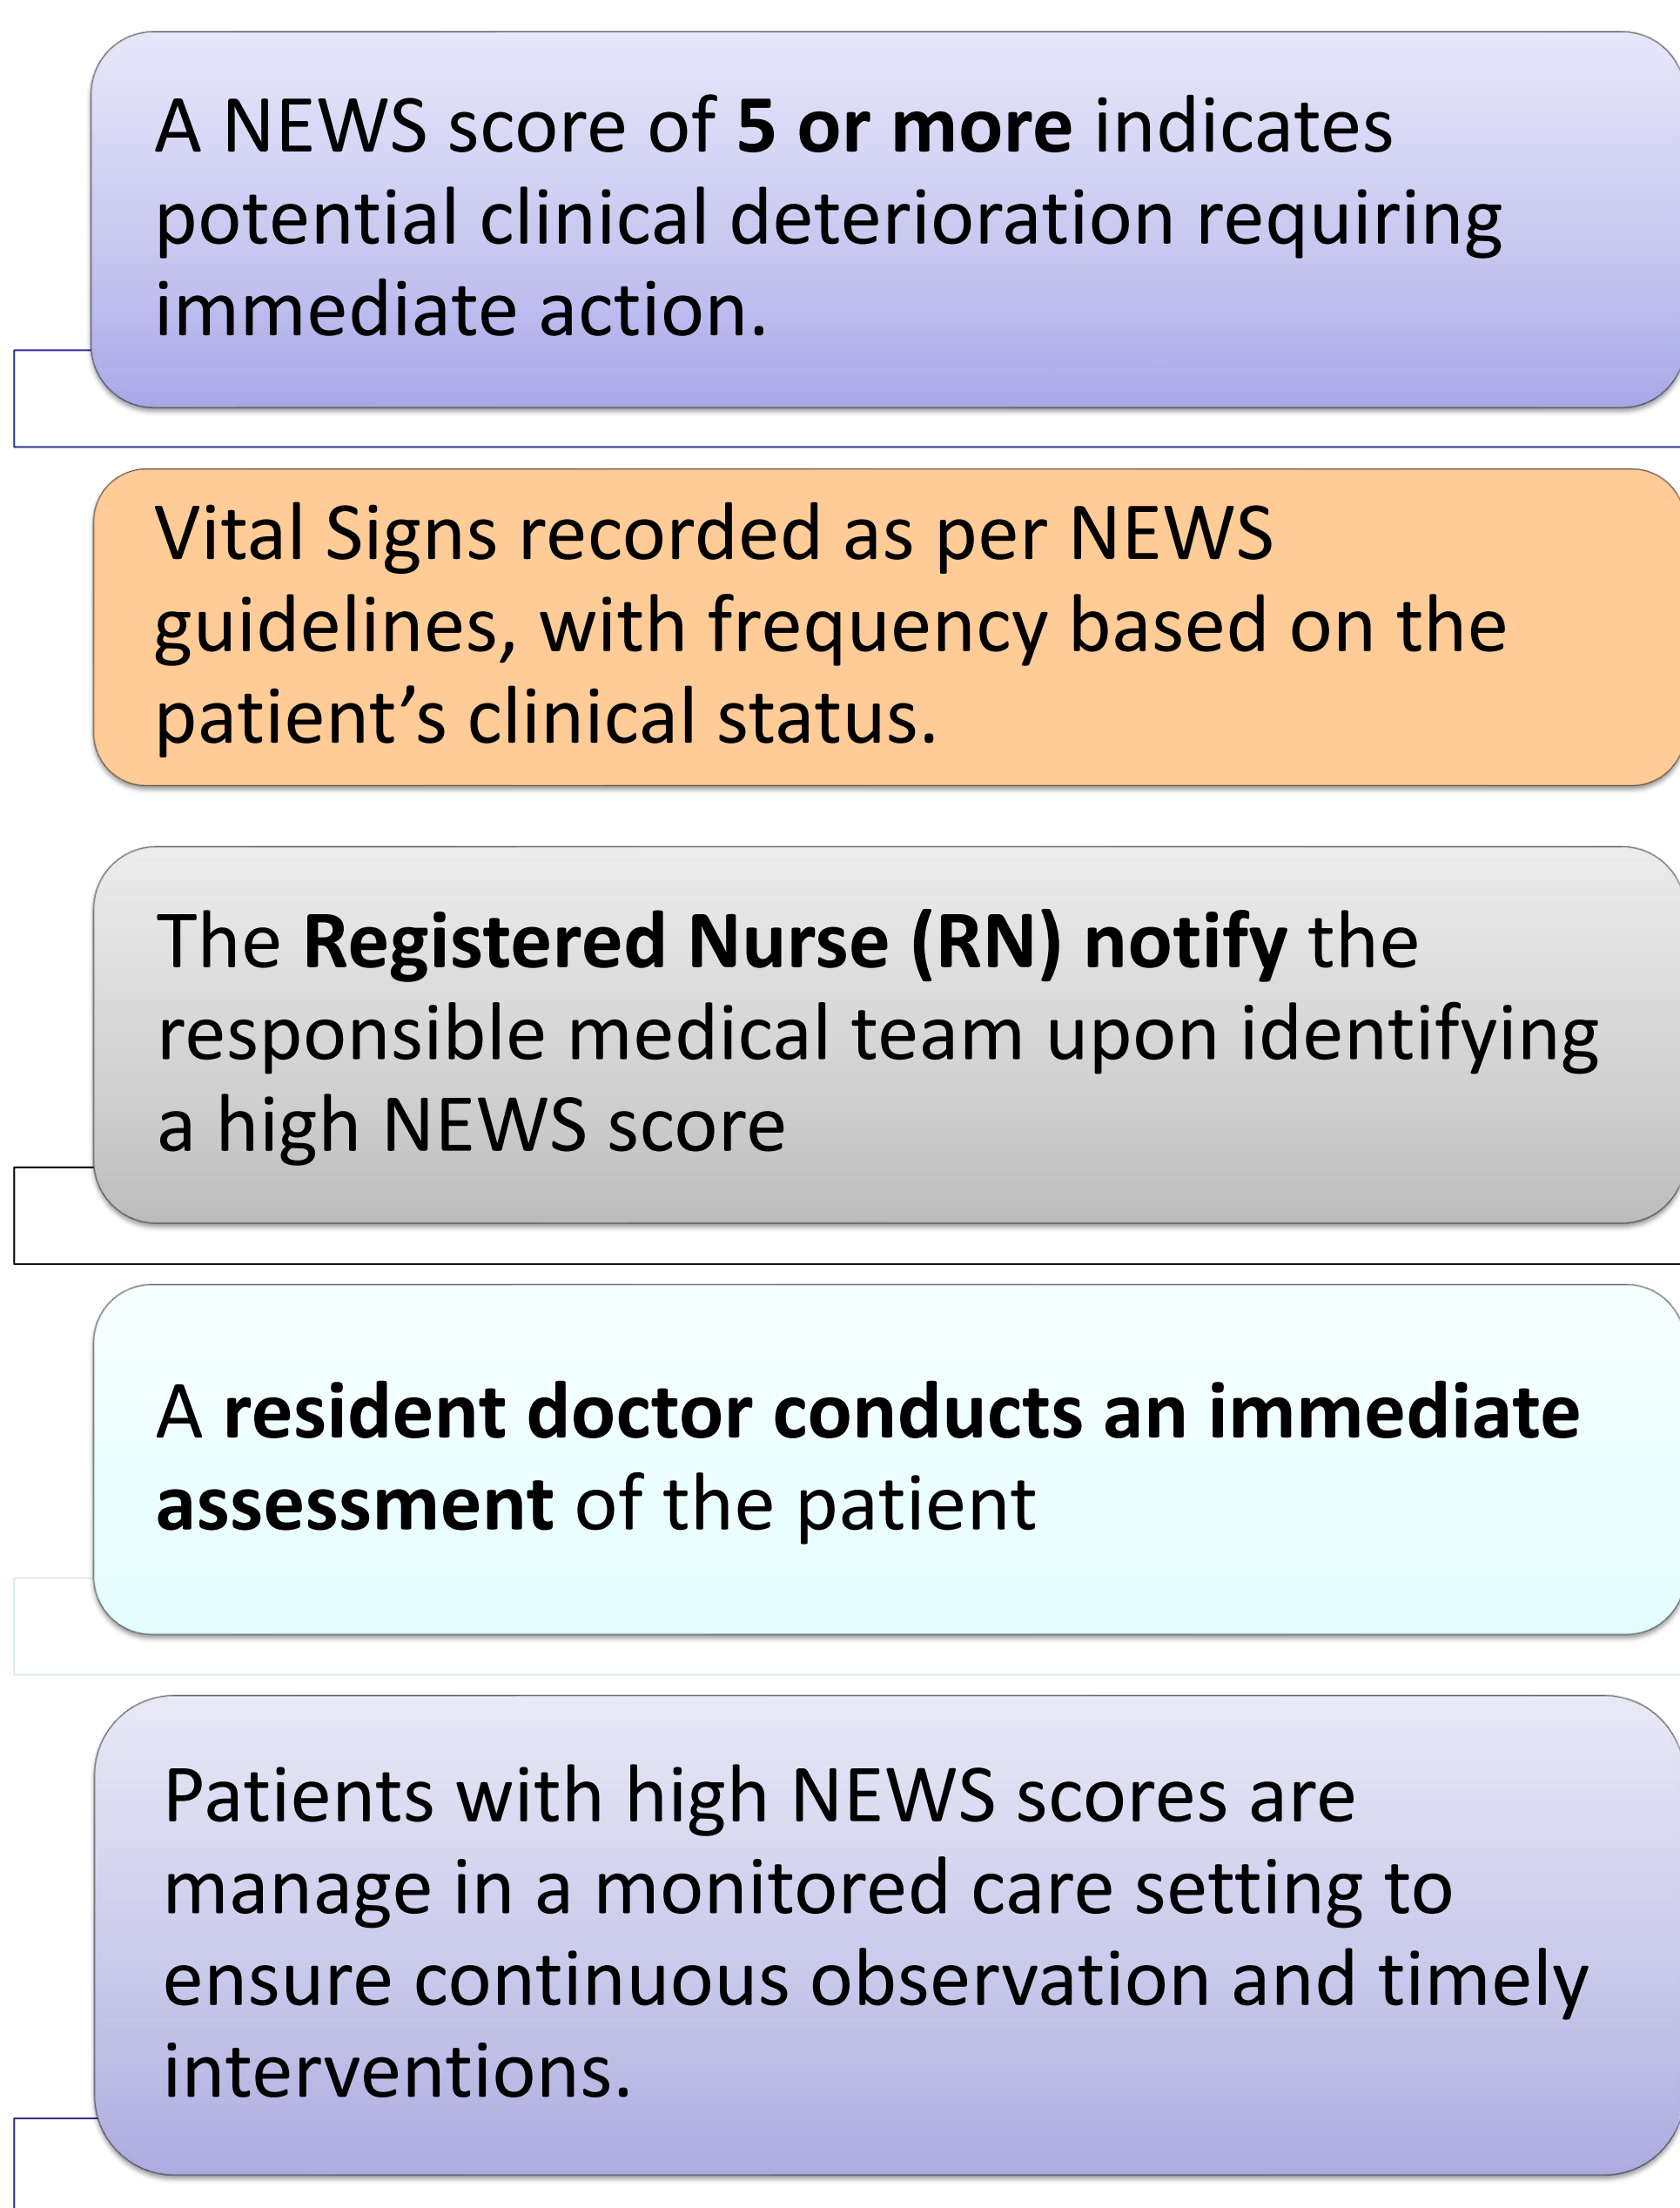 A NEWS score of 5 or more indicates
potential clinical deterioration requiring
immediate action.
Vital Signs recorded as per NEWS
guidelines, with frequency based on the
patient’s clinical status.
The Registered Nurse (RN) notify the
responsible medical team upon identifying
a high NEWS score
A resident doctor conducts an immediate
assessment of the patient
Patients with high NEWS scores are
manage in a monitored care setting to
ensure continuous observation and timely
interventions.